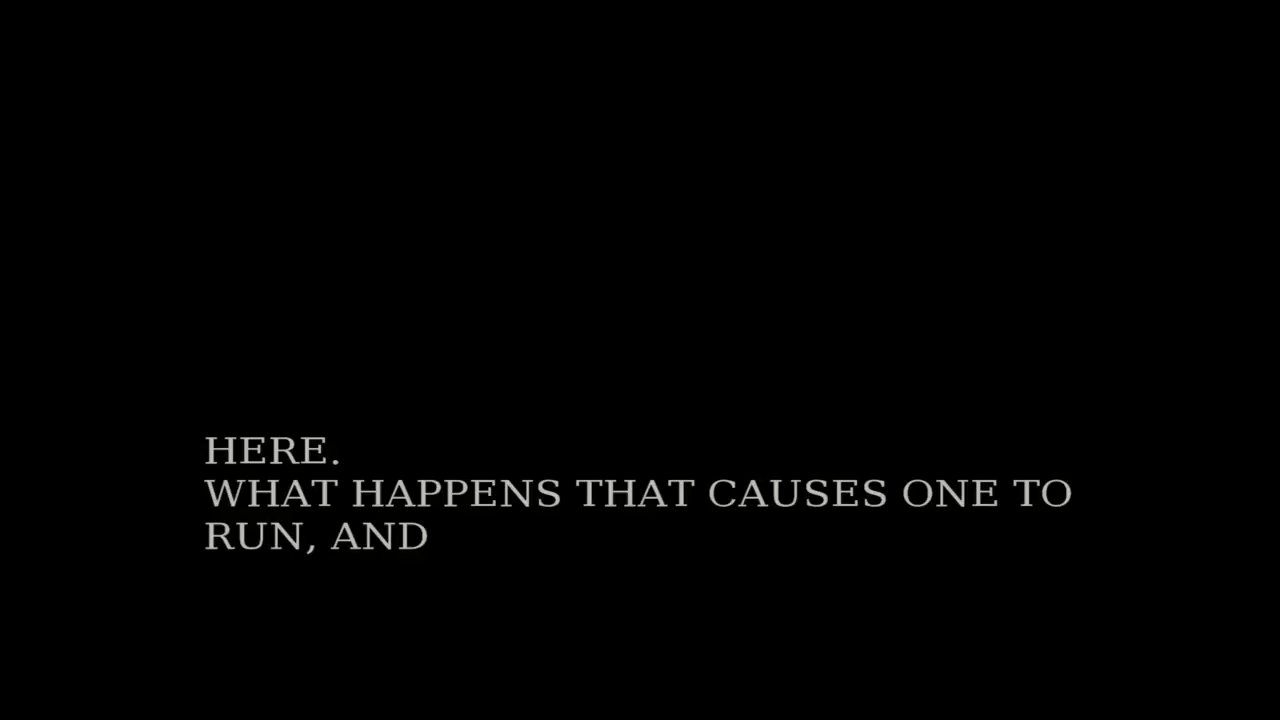 HERE.
WHAT HAPPENS THAT CAUSES ONE TO
RUN, AND